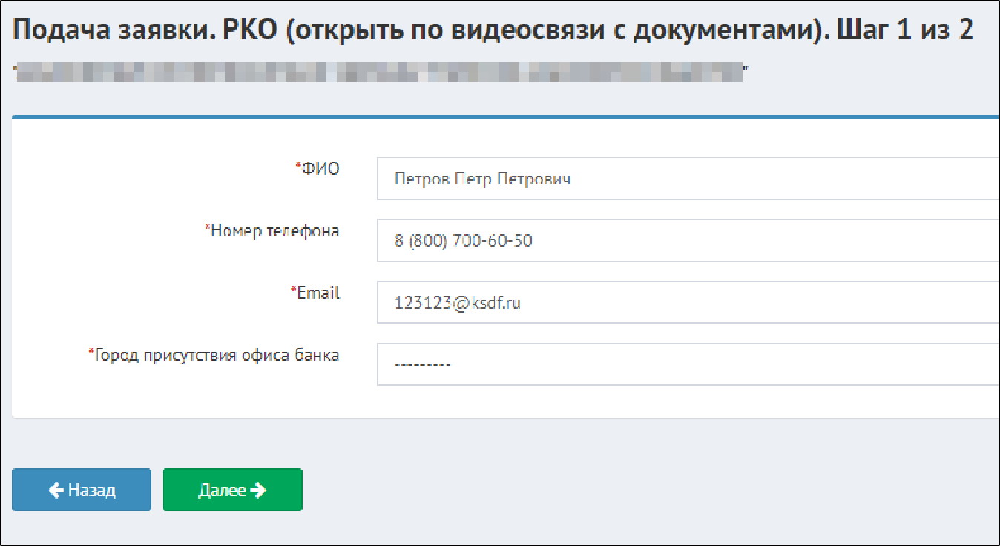 Подача заявки. РКО (открыть по видеосвязи с документами). Шаг 1 из 2
*ФИО
Петров Петр Петрович
*Номер телефона
8 (800) 700-60-50
*Email
123123@ksdf.ru
*Город присутствия офиса банка
---------
Назад
Далее